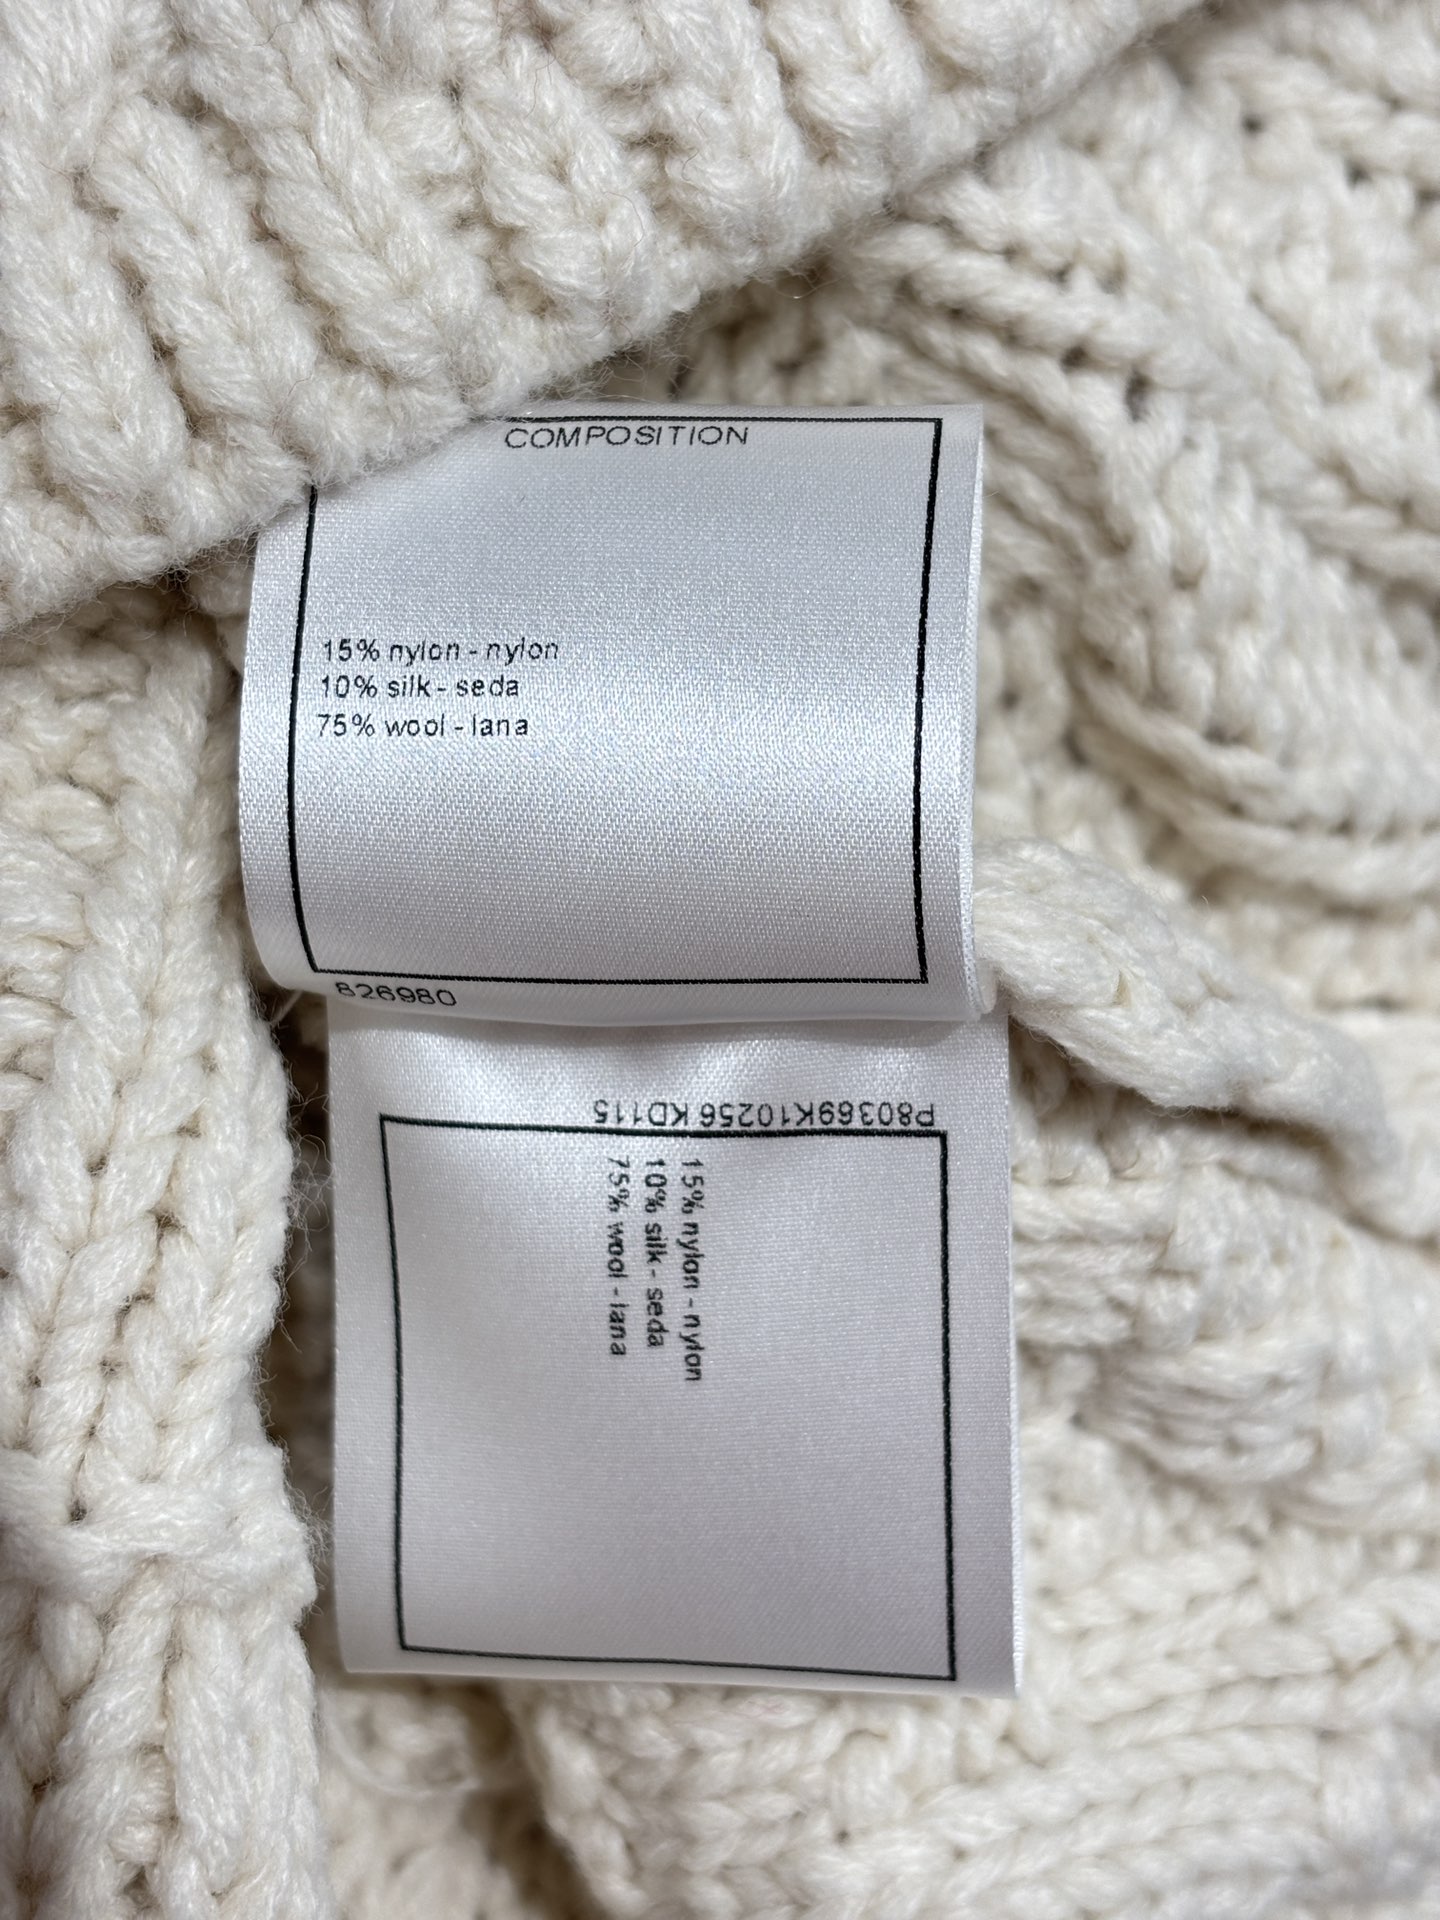 COMPOSITION
15% nylon - nylon
10% silk - seda
75% wool - lana
826980
P80369K10256 KD115
15% nylon - nylon
10% silk - seda
75% wool - lana